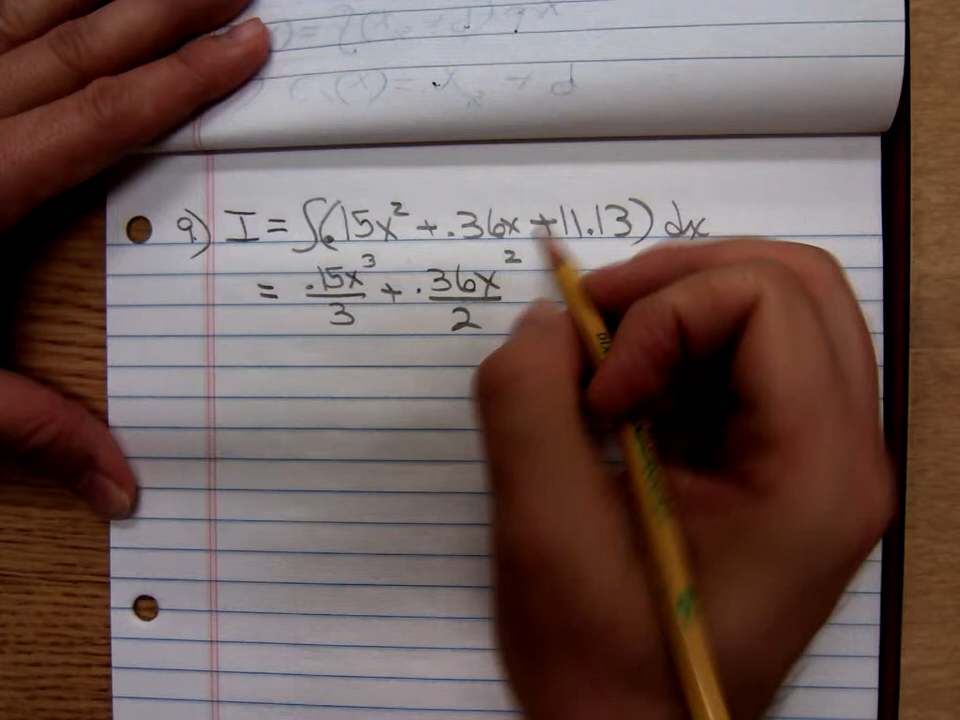 9) I = ∫(.15x² + .36x + 11.13) dx
= .15x³/3 + .36x²/2